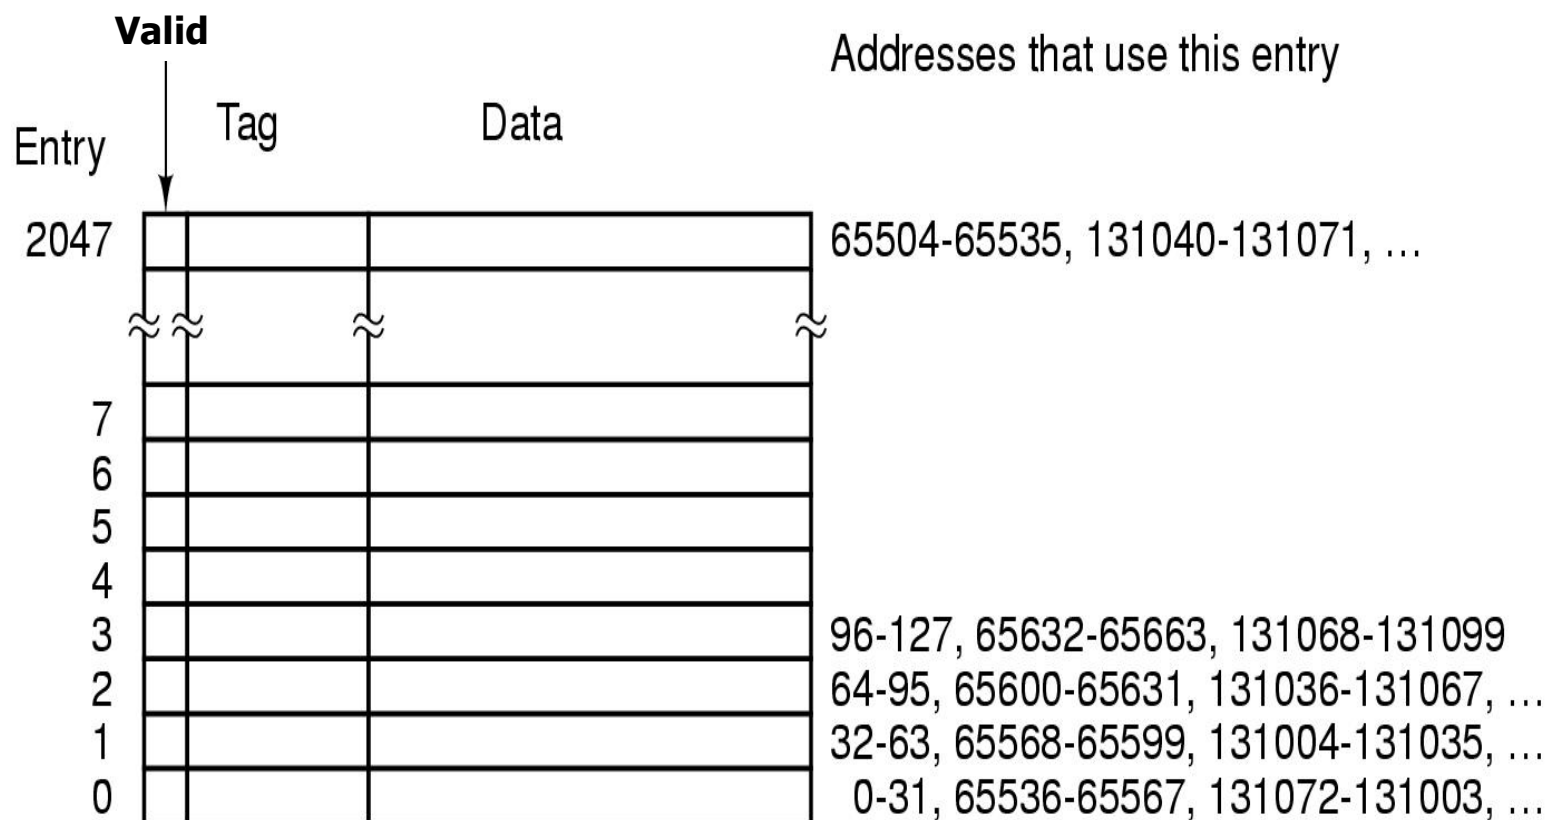 Valid
Addresses that use this entry
Tag Data
Entry
2047 65504-65535, 131040-131071, …
7
6
5
4
3 96-127, 65632-65663, 131068-131099
2 64-95, 65600-65631, 131036-131067, …
1 32-63, 65568-65599, 131004-131035, …
0 0-31, 65536-65567, 131072-131003, …